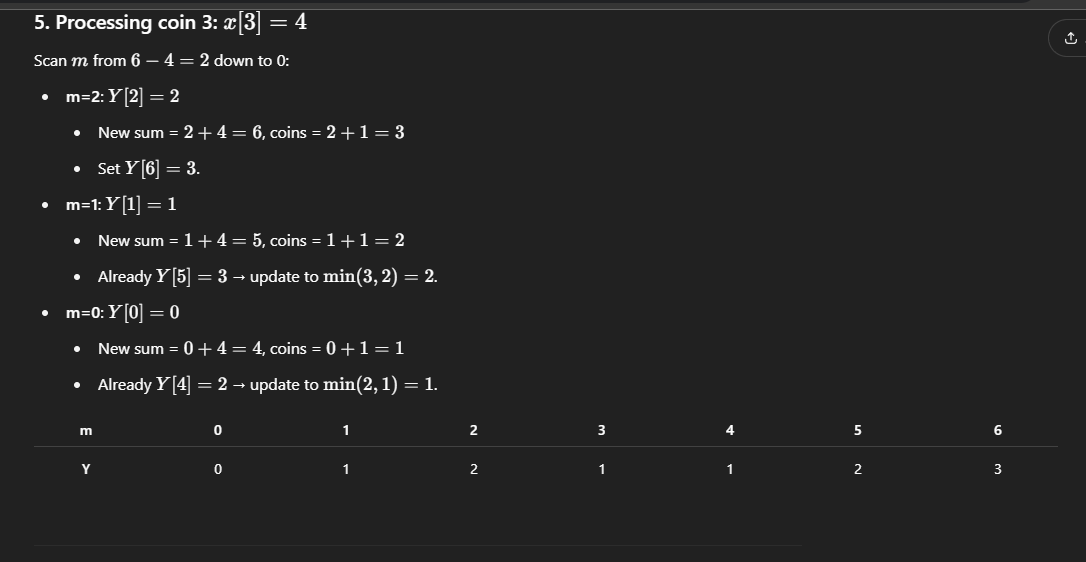 5. Processing coin 3: x[3] = 4
Scan m from 6 − 4 = 2 down to 0:
• m=2: Y[2] = 2
• New sum = 2 + 4 = 6, coins = 2 + 1 = 3
• Set Y[6] = 3.
• m=1: Y[1] = 1
• New sum = 1 + 4 = 5, coins = 1 + 1 = 2
• Already Y[5] = 3 → update to min(3, 2) = 2.
• m=0: Y[0] = 0
• New sum = 0 + 4 = 4, coins = 0 + 1 = 1
• Already Y[4] = 2 → update to min(2, 1) = 1.
m 0 1 2 3 4 5 6
Y 0 1 2 1 1 2 3